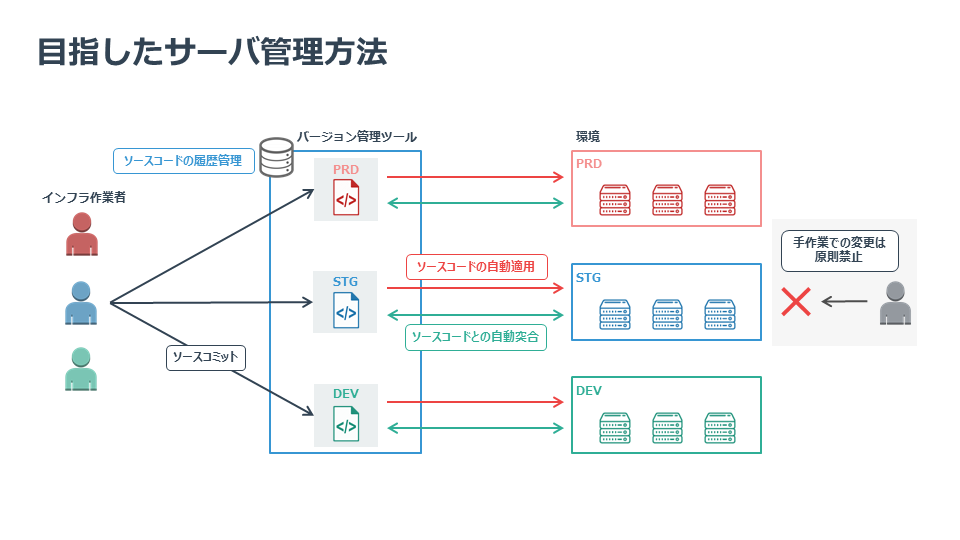 目指したサーバ管理方法
バージョン管理ツール
環境
ソースコードの履歴管理
インフラ作業者
PRD
</>
PRD
手作業での変更は
原則禁止
ソースコードの自動適用
STG
</>
STG
ソースコードとの自動突合
ソースコミット
DEV
</>
DEV